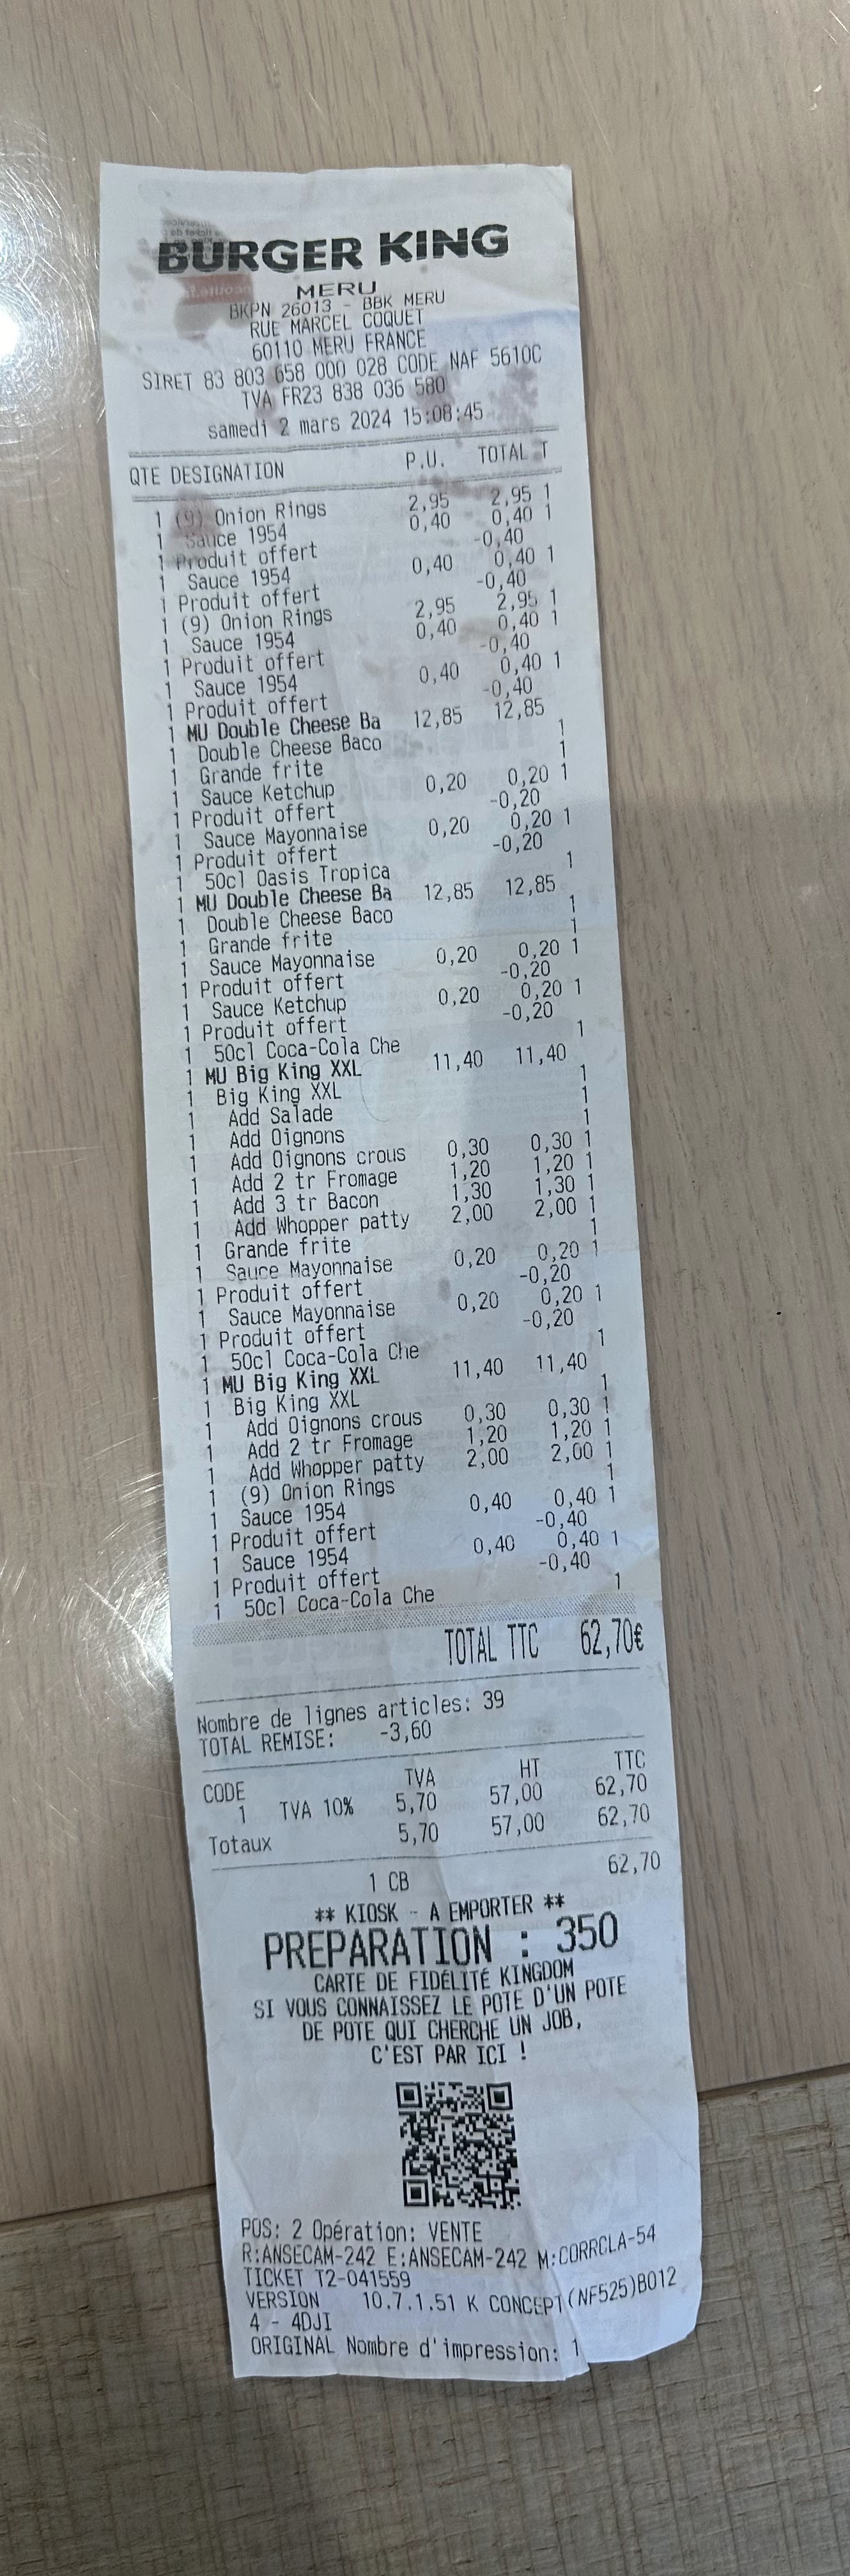 BURGER KING
MERU
BKPN 26013 - BBK MERU
RUE MARCEL COQUET
60110 MERU FRANCE
SIRET 83 803 658 000 028 CODE NAF 5610C
TVA FR23 838 036 580
samedi 2 mars 2024 15:08:45
QTE DESIGNATION P.U. TOTAL T
1 (9) Onion Rings 2,95 2,95 1
1 Sauce 1954 0,40 0,40 1
1 Produit offert -0,40
1 Sauce 1954 0,40 0,40 1
1 Produit offert -0,40
1 (9) Onion Rings 2,95 2,95 1
1 Sauce 1954 0,40 0,40 1
1 Produit offert -0,40
1 Sauce 1954 0,40 0,40 1
1 Produit offert -0,40
1 MU Double Cheese Ba 12,85 12,85
1 Double Cheese Baco 1
1 Grande frite 1
1 Sauce Ketchup 0,20 0,20 1
1 Produit offert -0,20
1 Sauce Mayonnaise 0,20 0,20 1
1 Produit offert -0,20
1 50cl Oasis Tropica 1
1 MU Double Cheese Ba 12,85 12,85
1 Double Cheese Baco 1
1 Grande frite 1
1 Sauce Mayonnaise 0,20 0,20 1
1 Produit offert -0,20
1 Sauce Ketchup 0,20 0,20 1
1 Produit offert -0,20
1 50cl Coca-Cola Che 1
1 MU Big King XXL 11,40 11,40
1 Big King XXL 1
1 Add Salade 1
1 Add Oignons 1
1 Add Oignons crous 0,30 0,30 1
1 Add 2 tr Fromage 1,20 1,20 1
1 Add 3 tr Bacon 1,30 1,30 1
1 Add Whopper patty 2,00 2,00 1
1 Grande frite 1
1 Sauce Mayonnaise 0,20 0,20 1
1 Produit offert -0,20
1 Sauce Mayonnaise 0,20 0,20 1
1 Produit offert -0,20
1 50cl Coca-Cola Che 1
1 MU Big King XXL 11,40 11,40
1 Big King XXL 1
1 Add Oignons crous 0,30 0,30 1
1 Add 2 tr Fromage 1,20 1,20 1
1 Add Whopper patty 2,00 2,00 1
1 (9) Onion Rings 1
1 Sauce 1954 0,40 0,40 1
1 Produit offert -0,40
1 Sauce 1954 0,40 0,40 1
1 Produit offert -0,40
1 50cl Coca-Cola Che 1
TOTAL TTC 62,70€
Nombre de lignes articles: 39
TOTAL REMISE: -3,60
CODE TVA HT TTC
1 TVA 10% 5,70 57,00 62,70
Totaux 5,70 57,00 62,70
1 CB 62,70
** KIOSK - A EMPORTER **
PREPARATION : 350
CARTE DE FIDÉLITÉ KINGDOM
SI VOUS CONNAISSEZ LE POTE D'UN POTE
DE POTE QUI CHERCHE UN JOB,
C'EST PAR ICI !
POS: 2 Opération: VENTE
R:ANSECAM-242 E:ANSECAM-242 M:CORRCLA-54
TICKET T2-041559
VERSION 10.7.1.51 K CONCEPT(NF525)B012
4 - 4DJI
ORIGINAL Nombre d'impression: 1